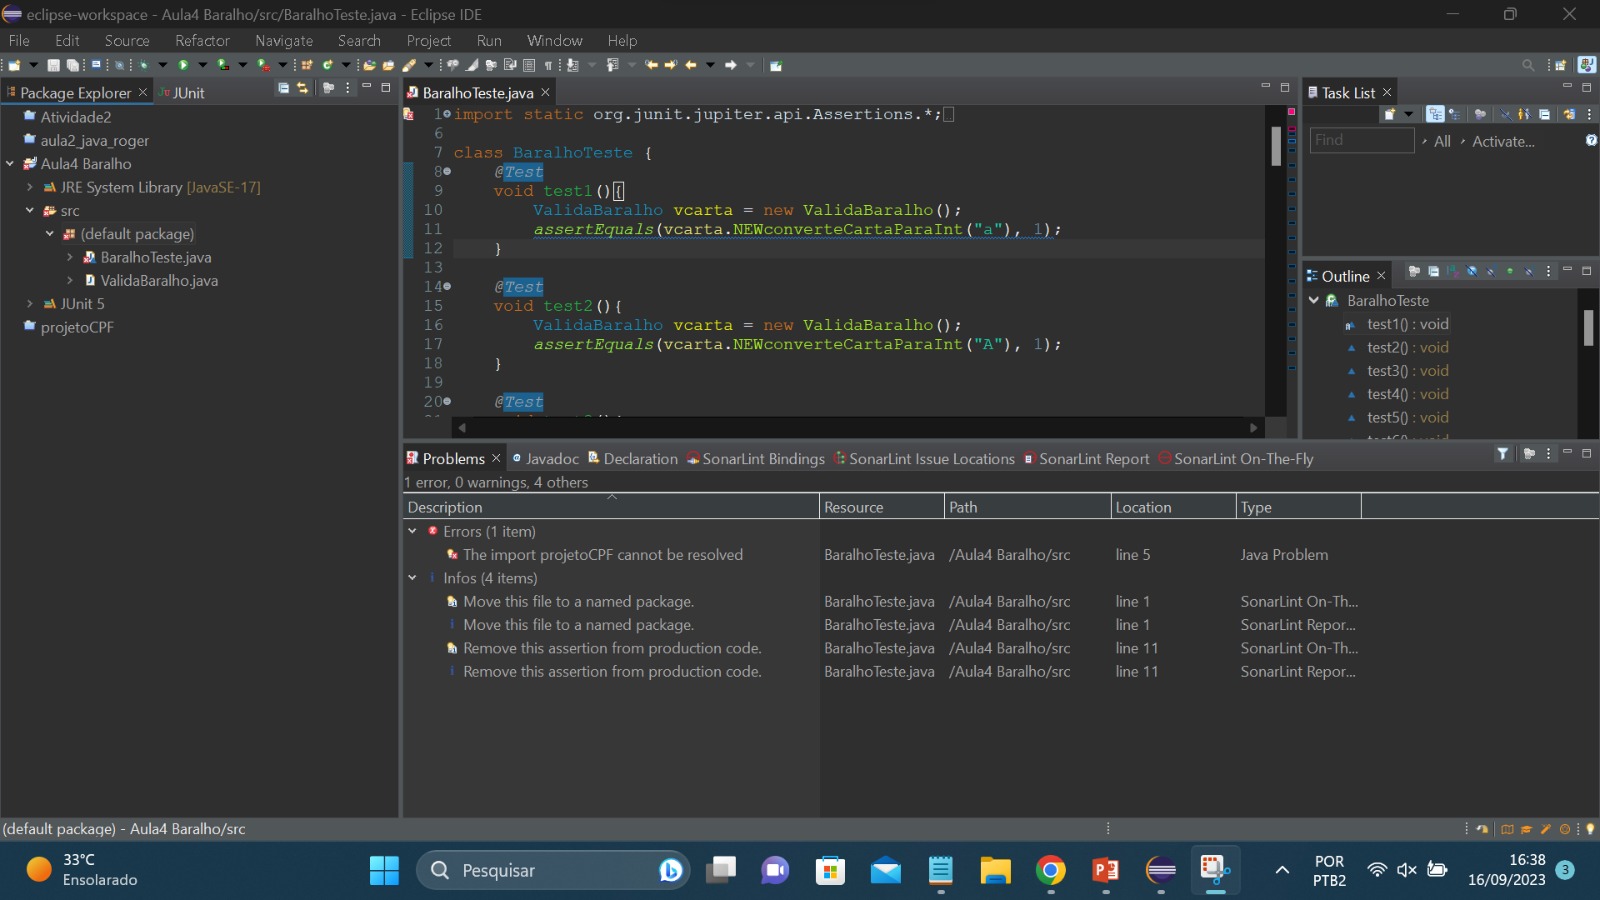 eclipse-workspace - Aula4 Baralho/src/BaralhoTeste.java - Eclipse IDE
File Edit Source Refactor Navigate Search Project Run Window Help
Package Explorer
JUnit
Atividade2
aula2_java_roger
Aula4 Baralho
JRE System Library [JavaSE-17]
src
(default package)
BaralhoTeste.java
ValidaBaralho.java
JUnit 5
projetoCPF
BaralhoTeste.java
1 import static org.junit.jupiter.api.Assertions.*;
6
7 class BaralhoTeste {
8 @Test
9 void test1(){
10 ValidaBaralho vcarta = new ValidaBaralho();
11 assertEquals(vcarta.NEWconverteCartaParaInt("a"), 1);
12 }
13
14 @Test
15 void test2(){
16 ValidaBaralho vcarta = new ValidaBaralho();
17 assertEquals(vcarta.NEWconverteCartaParaInt("A"), 1);
18 }
19
20 @Test
Task List
Find
All
Activate...
Outline
BaralhoTeste
test1() : void
test2() : void
test3() : void
test4() : void
test5() : void
Problems Javadoc Declaration SonarLint Bindings SonarLint Issue Locations SonarLint Report SonarLint On-The-Fly
1 error, 0 warnings, 4 others
Description Resource Path Location Type
Errors (1 item)
The import projetoCPF cannot be resolved BaralhoTeste.java /Aula4 Baralho/src line 5 Java Problem
Infos (4 items)
Move this file to a named package. BaralhoTeste.java /Aula4 Baralho/src line 1 SonarLint On-Th...
Move this file to a named package. BaralhoTeste.java /Aula4 Baralho/src line 1 SonarLint Repor...
Remove this assertion from production code. BaralhoTeste.java /Aula4 Baralho/src line 11 SonarLint On-Th...
Remove this assertion from production code. BaralhoTeste.java /Aula4 Baralho/src line 11 SonarLint Repor...
(default package) - Aula4 Baralho/src
33°C
Ensolarado
Pesquisar
POR
PTB2
16:38
16/09/2023
3